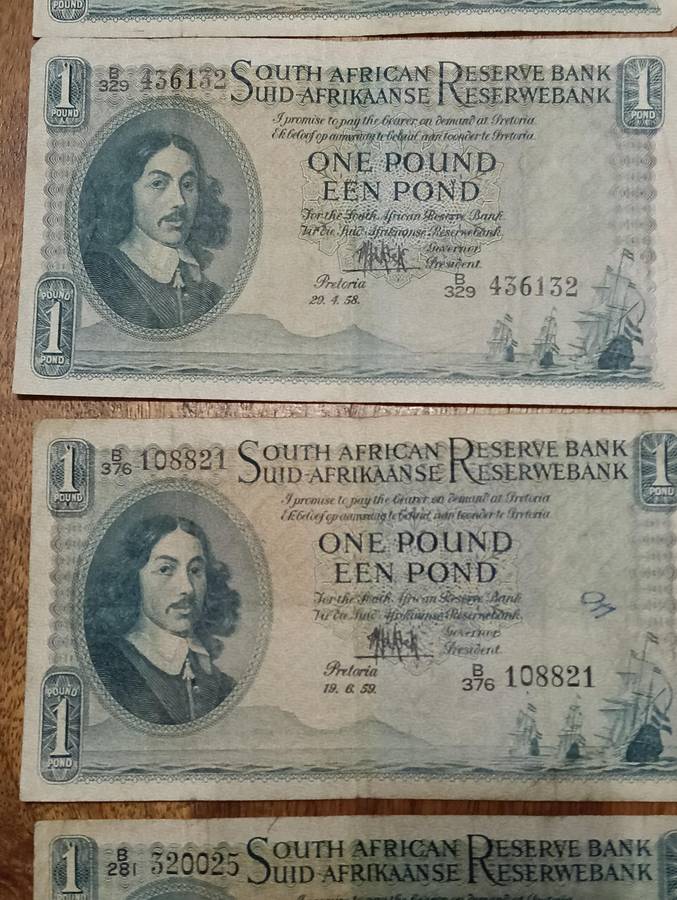 POUND
1 B/329 436132 SOUTH AFRICAN RESERVE BANK 1
POUND SUID-AFRIKAANSE RESERWEBANK POND
I promise to pay the bearer on demand at Pretoria.
Ek beloof op aanvraag te betaal aan toonder te Pretoria.
ONE POUND
EEN POND
For the South African Reserve Bank.
Vir die Suid-Afrikaanse Reserwebank.
Governor
President.
Pretoria B/329 436132
29. 4. 58.
POUND
1
POND
1 B/376 108821 SOUTH AFRICAN RESERVE BANK 1
POUND SUID-AFRIKAANSE RESERWEBANK POND
I promise to pay the bearer on demand at Pretoria.
Ek beloof op aanvraag te betaal aan toonder te Pretoria.
ONE POUND
EEN POND
For the South African Reserve Bank.
Vir die Suid-Afrikaanse Reserwebank.
Governor
President.
Pretoria B/376 108821
19. 6. 59.
POUND
1
POND
1 B/281 320025 SOUTH AFRICAN RESERVE BANK
SUID-AFRIKAANSE RESERWEBANK